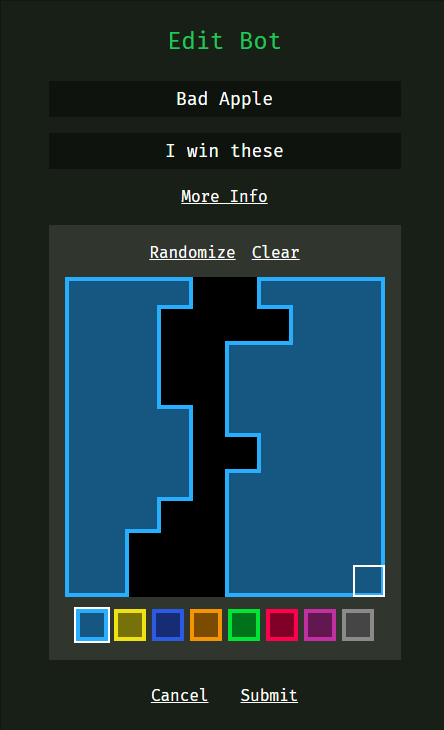 Edit Bot
Bad Apple
I win these
More Info
Randomize Clear
Cancel Submit